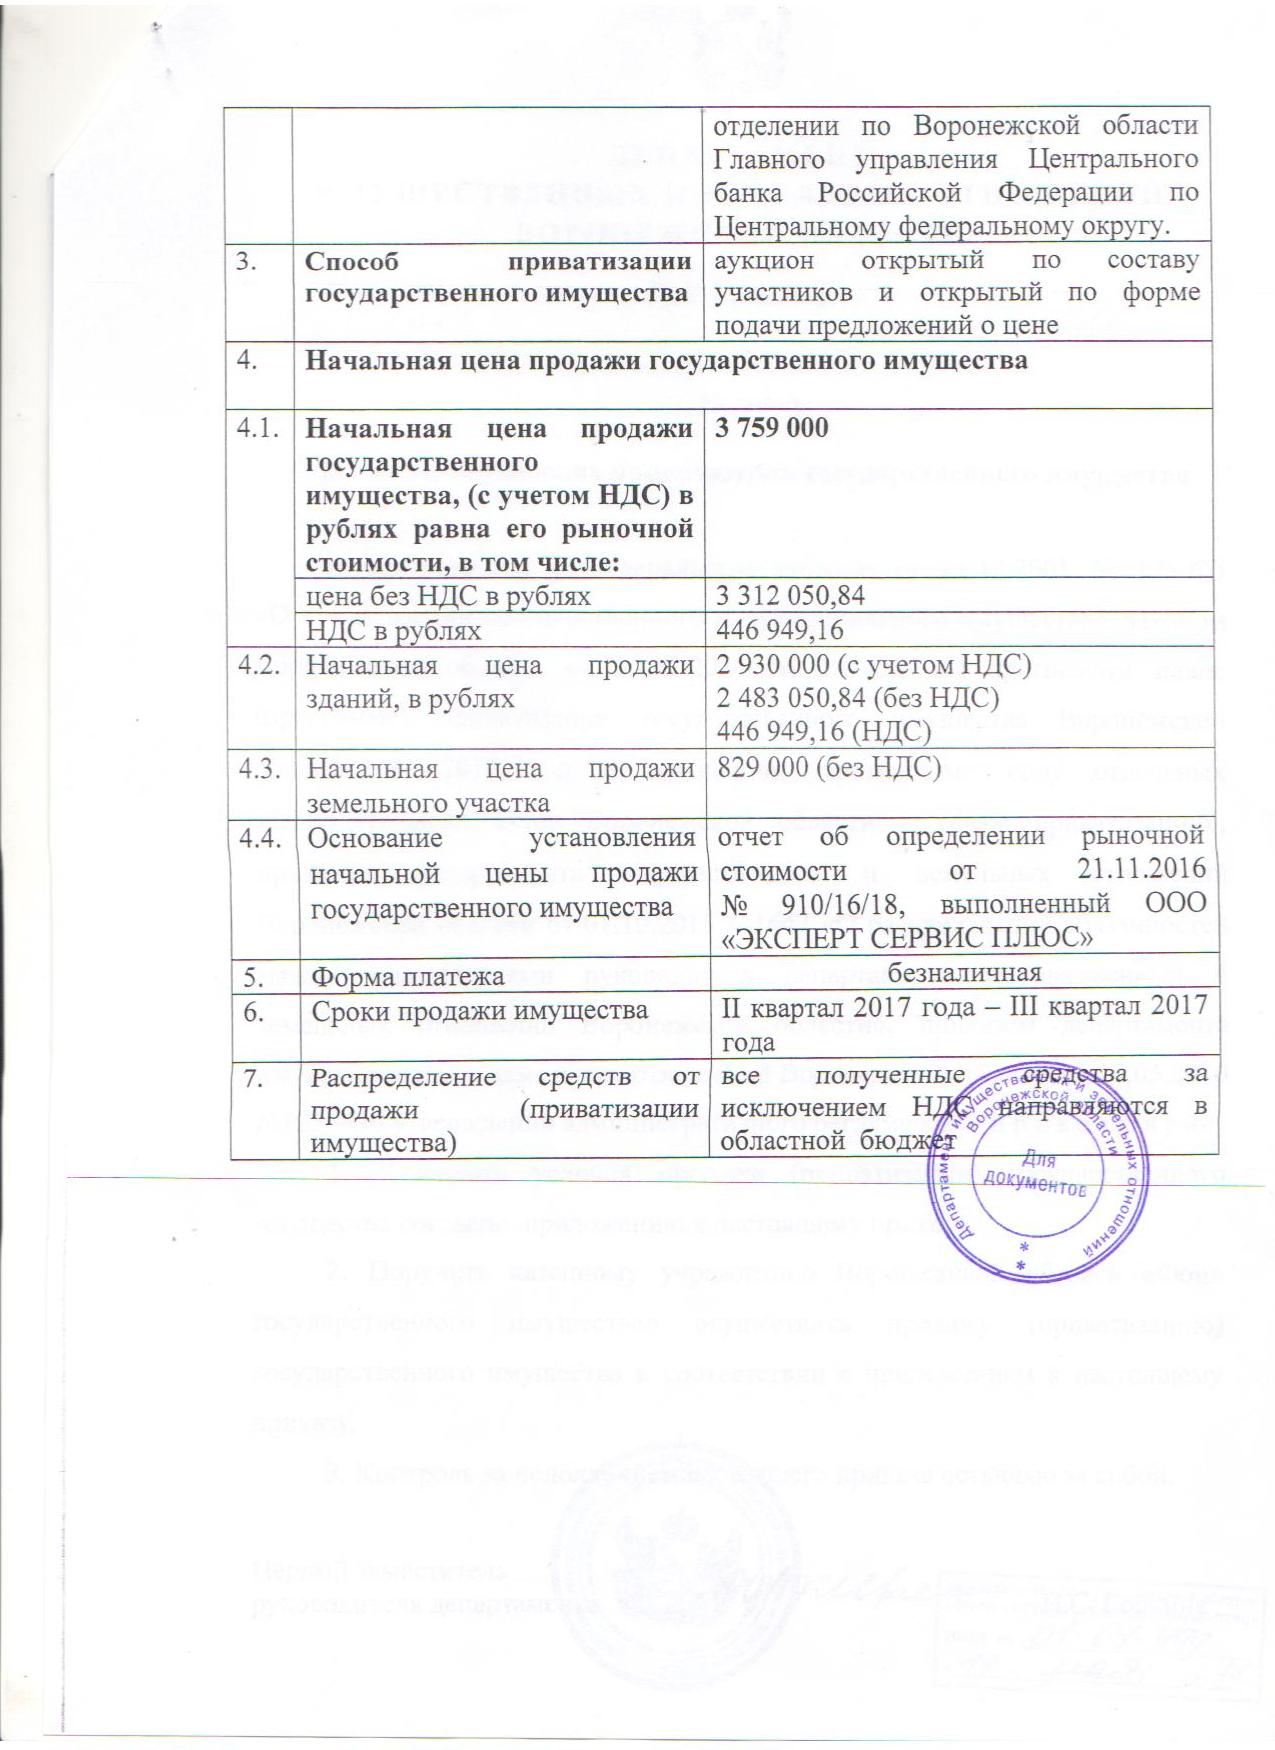 отделении по Воронежской области
Главного управления Центрального
банка Российской Федерации по
Центральному федеральному округу.
3.
Способ приватизации
государственного имущества
аукцион открытый по составу
участников и открытый по форме
подачи предложений о цене
4.
Начальная цена продажи государственного имущества
4.1.
Начальная цена продажи
государственного
имущества, (с учетом НДС) в
рублях равна его рыночной
стоимости, в том числе:
3 759 000
цена без НДС в рублях
3 312 050,84
НДС в рублях
446 949,16
4.2.
Начальная цена продажи
зданий, в рублях
2 930 000 (с учетом НДС)
2 483 050,84 (без НДС)
446 949,16 (НДС)
4.3.
Начальная цена продажи
земельного участка
829 000 (без НДС)
4.4.
Основание установления
начальной цены продажи
государственного имущества
отчет об определении рыночной
стоимости от 21.11.2016
№ 910/16/18, выполненный ООО
«ЭКСПЕРТ СЕРВИС ПЛЮС»
5.
Форма платежа
безналичная
6.
Сроки продажи имущества
II квартал 2017 года – III квартал 2017
года
7.
Распределение средств от
продажи (приватизации
имущества)
все полученные средства за
исключением НДС направляются в
областной бюджет
Департамент имущественных и земельных отношений
Воронежской области
Для
документов
* *